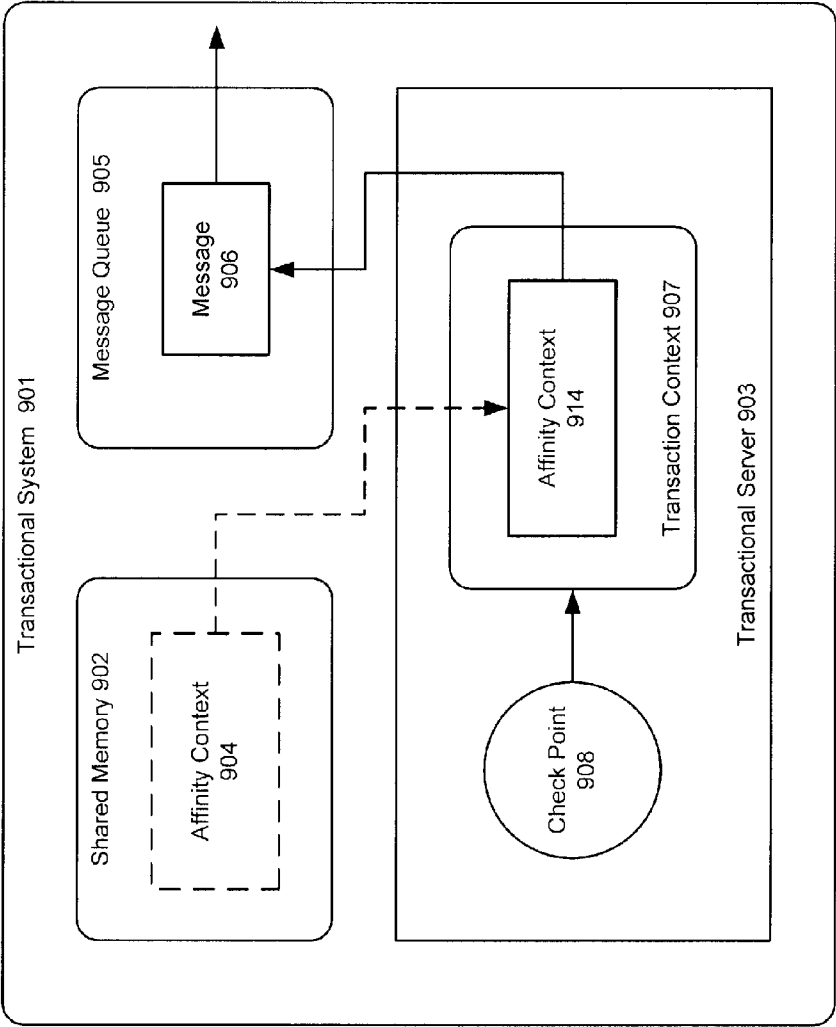 Transactional System 901
Shared Memory 902
Affinity Context
904
Message Queue 905
Message
906
Check Point
908
Affinity Context
914
Transaction Context 907
Transactional Server 903